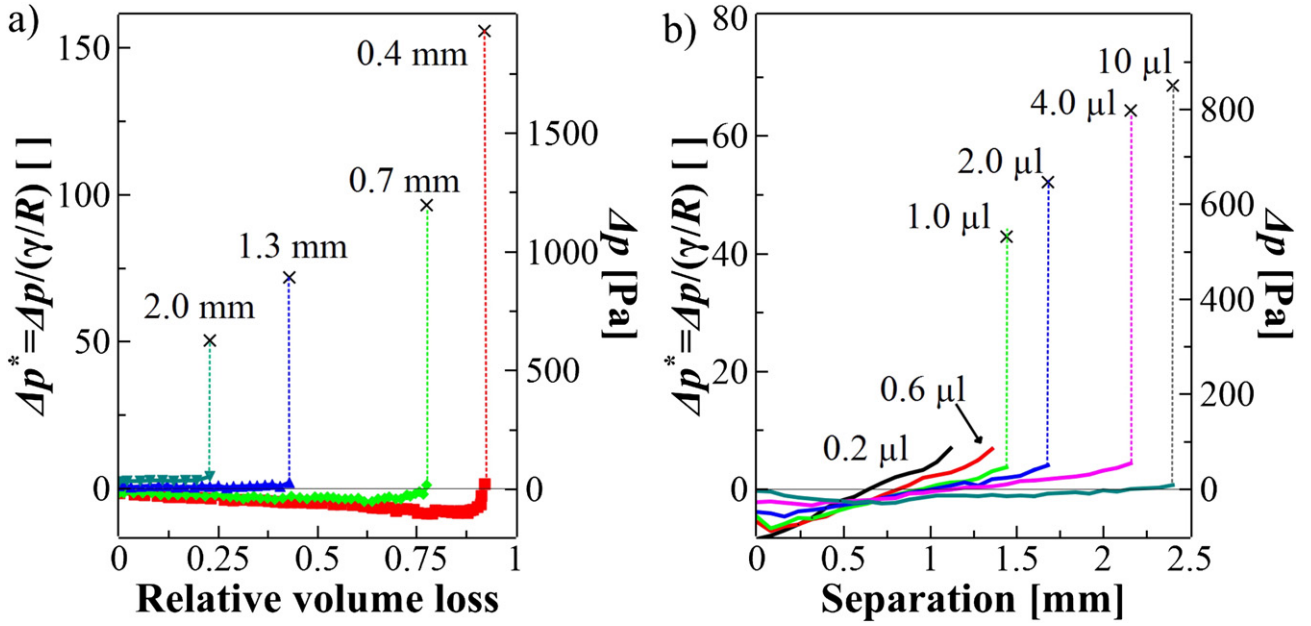 a)
150
100
50
0
Δp*=Δp/(γ/R) [ ]
0.4 mm
0.7 mm
1.3 mm
2.0 mm
1500
1000
500
0
Δp [Pa]
0
0.25
0.5
0.75
1
Relative volume loss
b)
80
60
40
20
0
Δp*=Δp/(γ/R) [ ]
10 µl
4.0 µl
2.0 µl
1.0 µl
0.6 µl
0.2 µl
800
600
400
200
0
Δp [Pa]
0
0.5
1
1.5
2
2.5
Separation [mm]